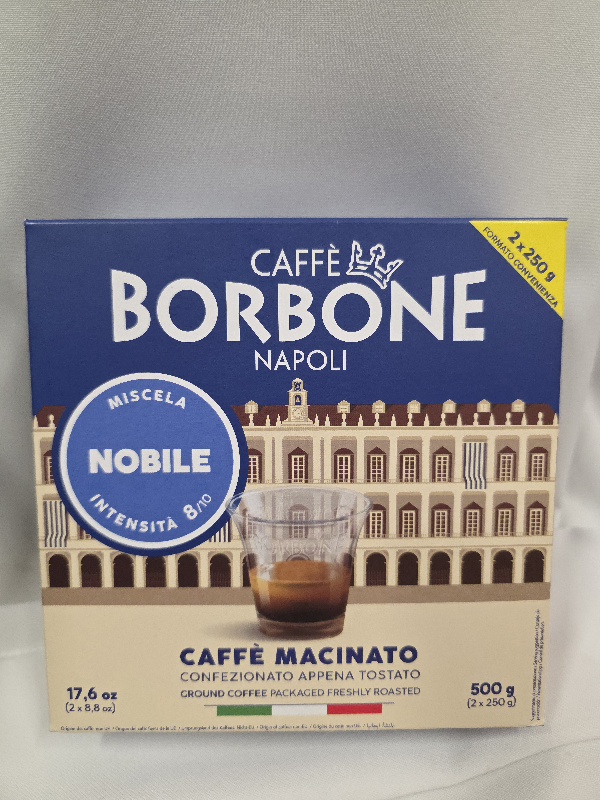 2 x 250 g
FORMATO CONVENIENZA
CAFFÈ
BORBONE
NAPOLI
MISCELA
NOBILE
INTENSITÀ 8/10
CAFFÈ MACINATO
CONFEZIONATO APPENA TOSTATO
GROUND COFFEE PACKAGED FRESHLY ROASTED
17,6 oz
(2 x 8,8 oz)
500 g
(2 x 250 g)